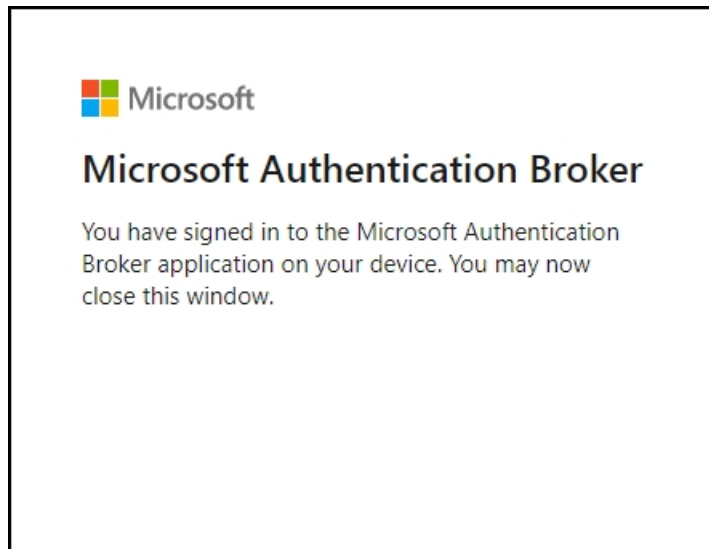 Microsoft
Microsoft Authentication Broker
You have signed in to the Microsoft Authentication
Broker application on your device. You may now
close this window.